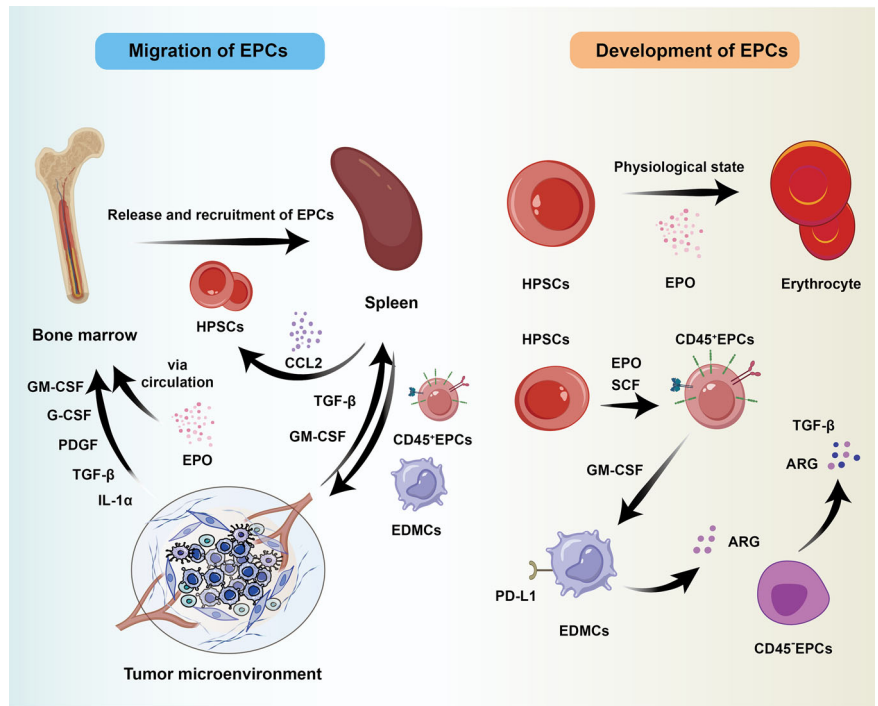 Migration of EPCs
Release and recruitment of EPCs
Bone marrow
HPSCs
Spleen
CCL2
via
circulation
GM-CSF
G-CSF
PDGF
TGF-β
IL-1α
EPO
TGF-β
GM-CSF
CD45⁺EPCs
EDMCs
Tumor microenvironment
Development of EPCs
Physiological state
HPSCs
EPO
Erythrocyte
HPSCs
EPO
SCF
CD45⁺EPCs
GM-CSF
TGF-β
ARG
PD-L1
EDMCs
ARG
CD45⁻EPCs